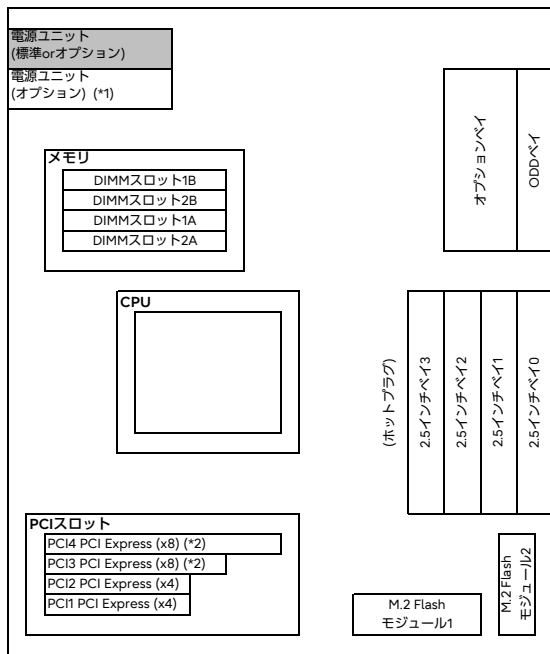 電源ユニット
(標準orオプション)
電源ユニット
(オプション) (*1)
メモリ
DIMMスロット1B
DIMMスロット2B
DIMMスロット1A
DIMMスロット2A
オプションベイ
ODDベイ
CPU
(ホットプラグ)
2.5インチベイ3
2.5インチベイ2
2.5インチベイ1
2.5インチベイ0
PCIスロット
PCI4 PCI Express (x8) (*2)
PCI3 PCI Express (x8) (*2)
PCI2 PCI Express (x4)
PCI1 PCI Express (x4)
M.2 Flash
モジュール1
M.2 Flash
モジュール2